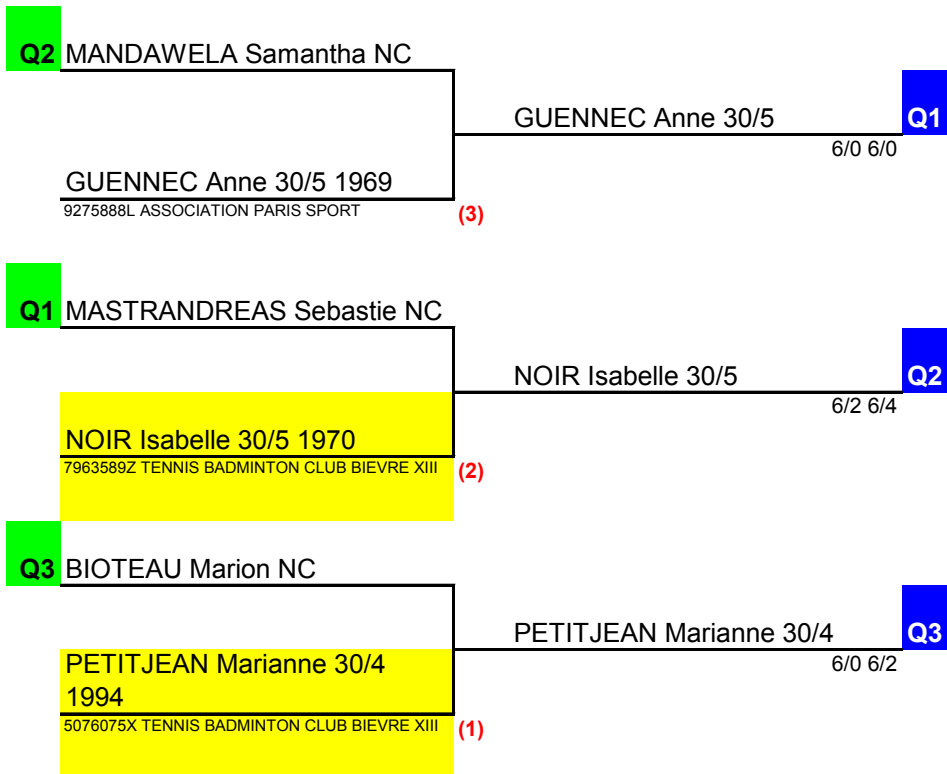 Q2 MANDAWELA Samantha NC
GUENNEC Anne 30/5 Q1
6/0 6/0
GUENNEC Anne 30/5 1969
9275888L ASSOCIATION PARIS SPORT (3)
Q1 MASTRANDREAS Sebastie NC
NOIR Isabelle 30/5 Q2
6/2 6/4
NOIR Isabelle 30/5 1970
7963589Z TENNIS BADMINTON CLUB BIEVRE XIII (2)
Q3 BIOTEAU Marion NC
PETITJEAN Marianne 30/4 Q3
6/0 6/2
PETITJEAN Marianne 30/4
1994
5076075X TENNIS BADMINTON CLUB BIEVRE XIII (1)